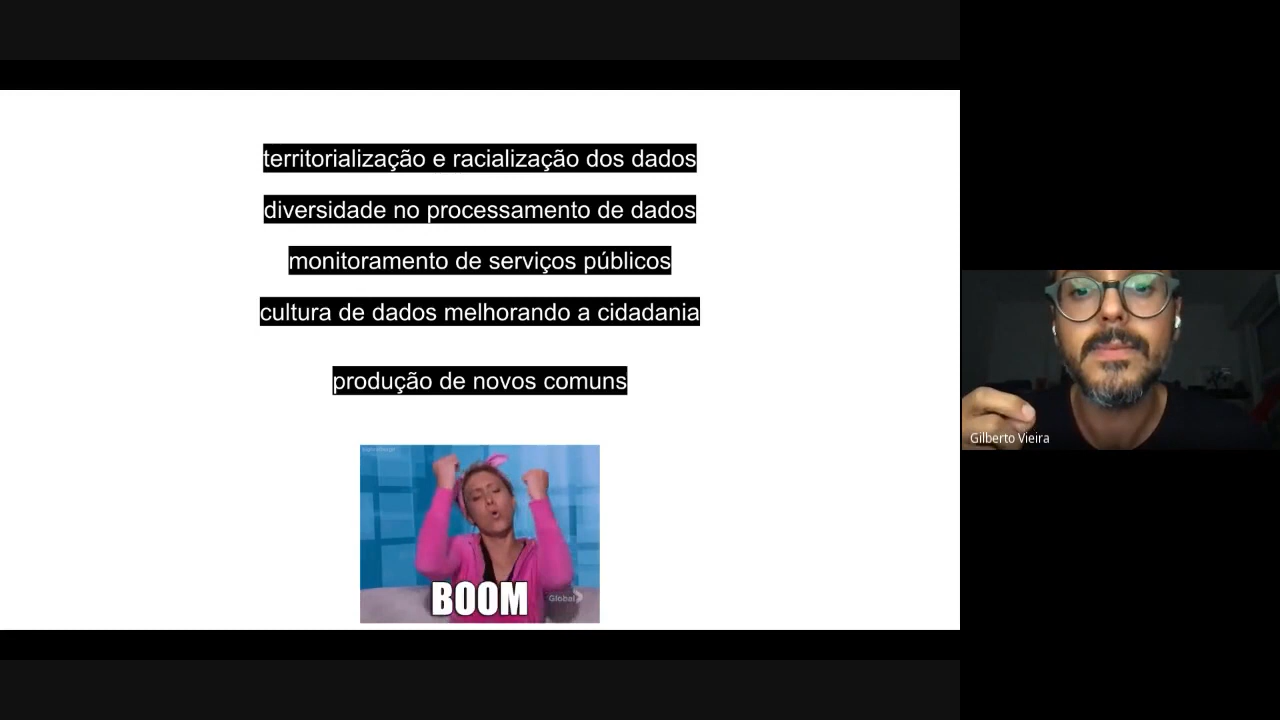 territorialização e racialização dos dados
diversidade no processamento de dados
monitoramento de serviços públicos
cultura de dados melhorando a cidadania
produção de novos comuns
BOOM
Global
Gilberto Vieira